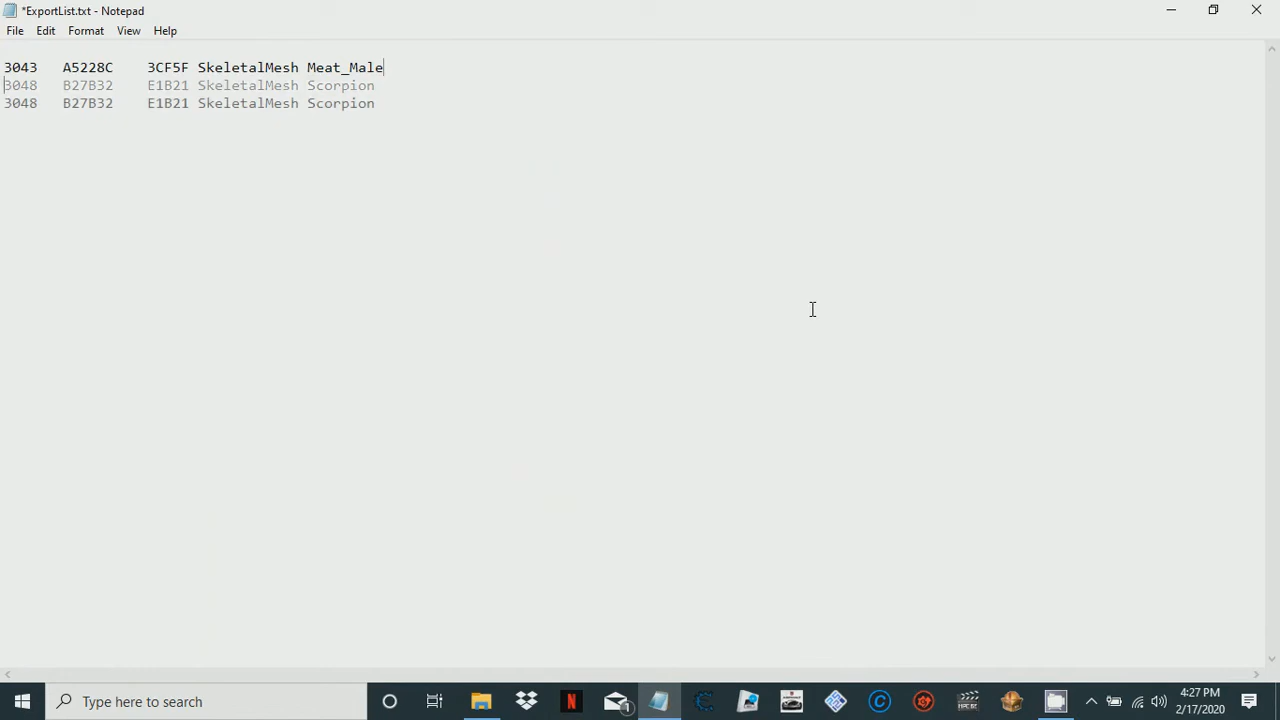 *ExportList.txt - Notepad
File Edit Format View Help
3043 A5228C 3CF5F SkeletalMesh Meat_Male
3048 B27B32 E1B21 SkeletalMesh Scorpion
3048 B27B32 E1B21 SkeletalMesh Scorpion
Type here to search
4:27 PM
2/17/2020